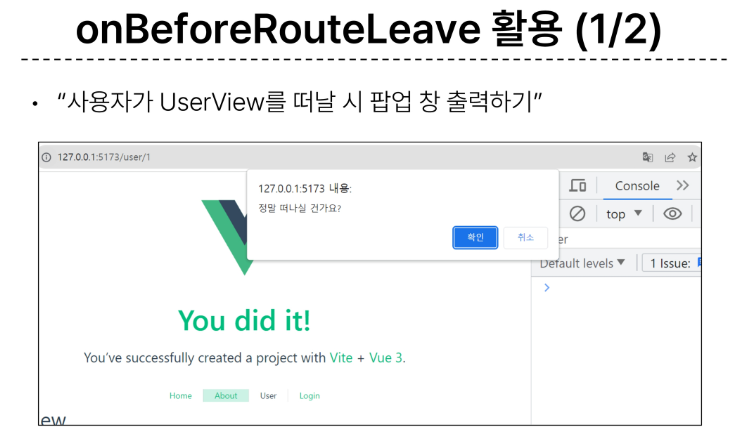 onBeforeRouteLeave 활용 (1/2)
• “사용자가 UserView를 떠날 시 팝업 창 출력하기”
127.0.0.1:5173/user/1
127.0.0.1:5173 내용:
정말 떠나실 건가요?
확인 취소
Console
top
Default levels 1 Issue:
You did it!
You’ve successfully created a project with Vite + Vue 3.
Home About User Login